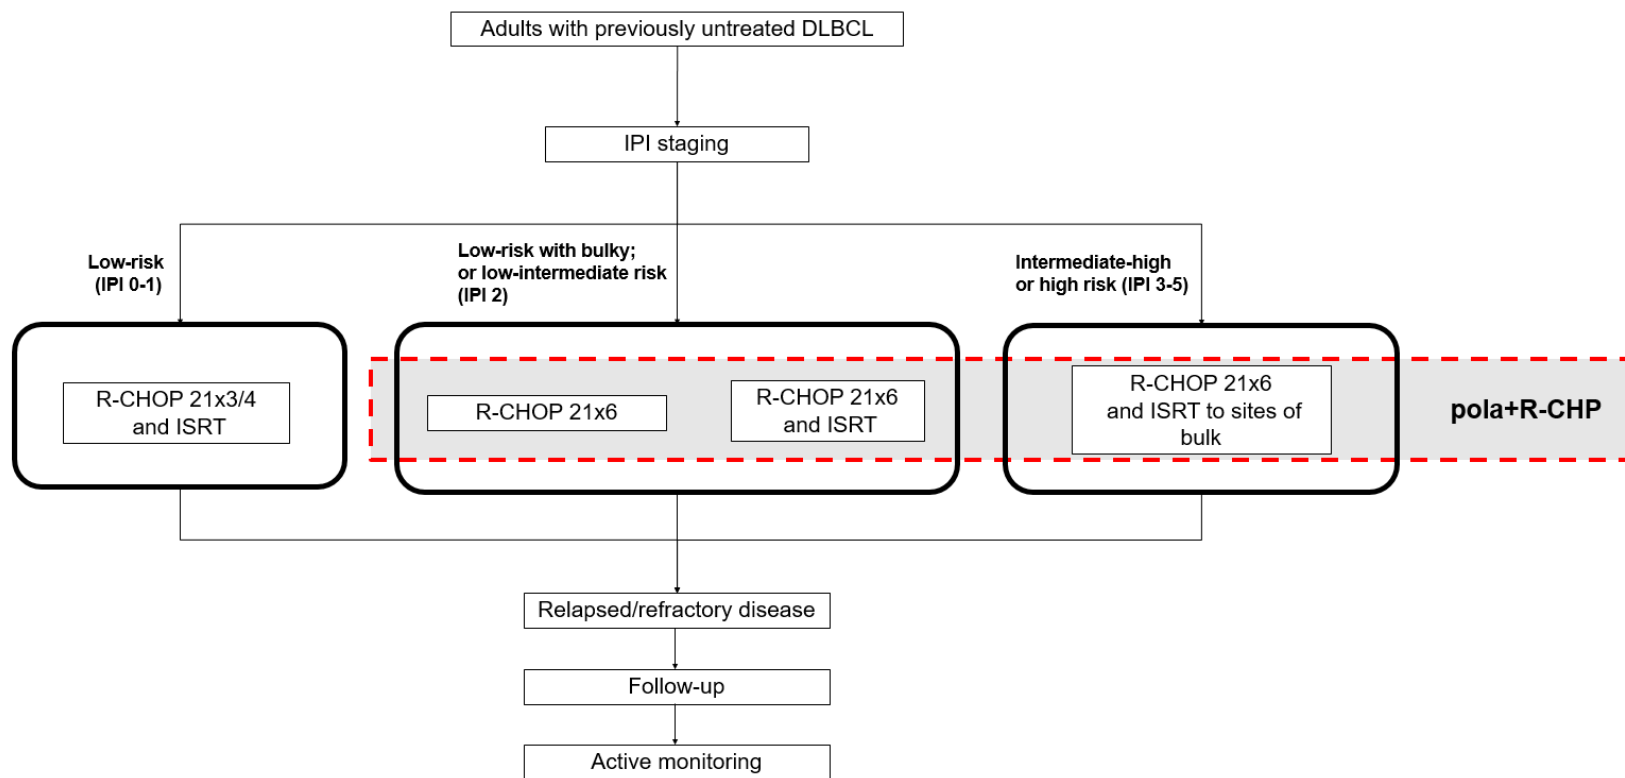 Adults with previously untreated DLBCL
IPI staging
Low-risk
(IPI 0-1)
Low-risk with bulky;
or low-intermediate risk
(IPI 2)
Intermediate-high
or high risk (IPI 3-5)
R-CHOP 21x3/4
and ISRT
R-CHOP 21x6
R-CHOP 21x6
and ISRT
R-CHOP 21x6
and ISRT to sites of
bulk
pola+R-CHP
Relapsed/refractory disease
Follow-up
Active monitoring